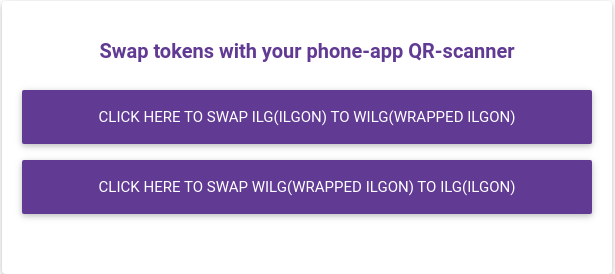 Swap tokens with your phone-app QR-scanner
CLICK HERE TO SWAP ILG(ILGON) TO WILG(WRAPPED ILGON)
CLICK HERE TO SWAP WILG(WRAPPED ILGON) TO ILG(ILGON)